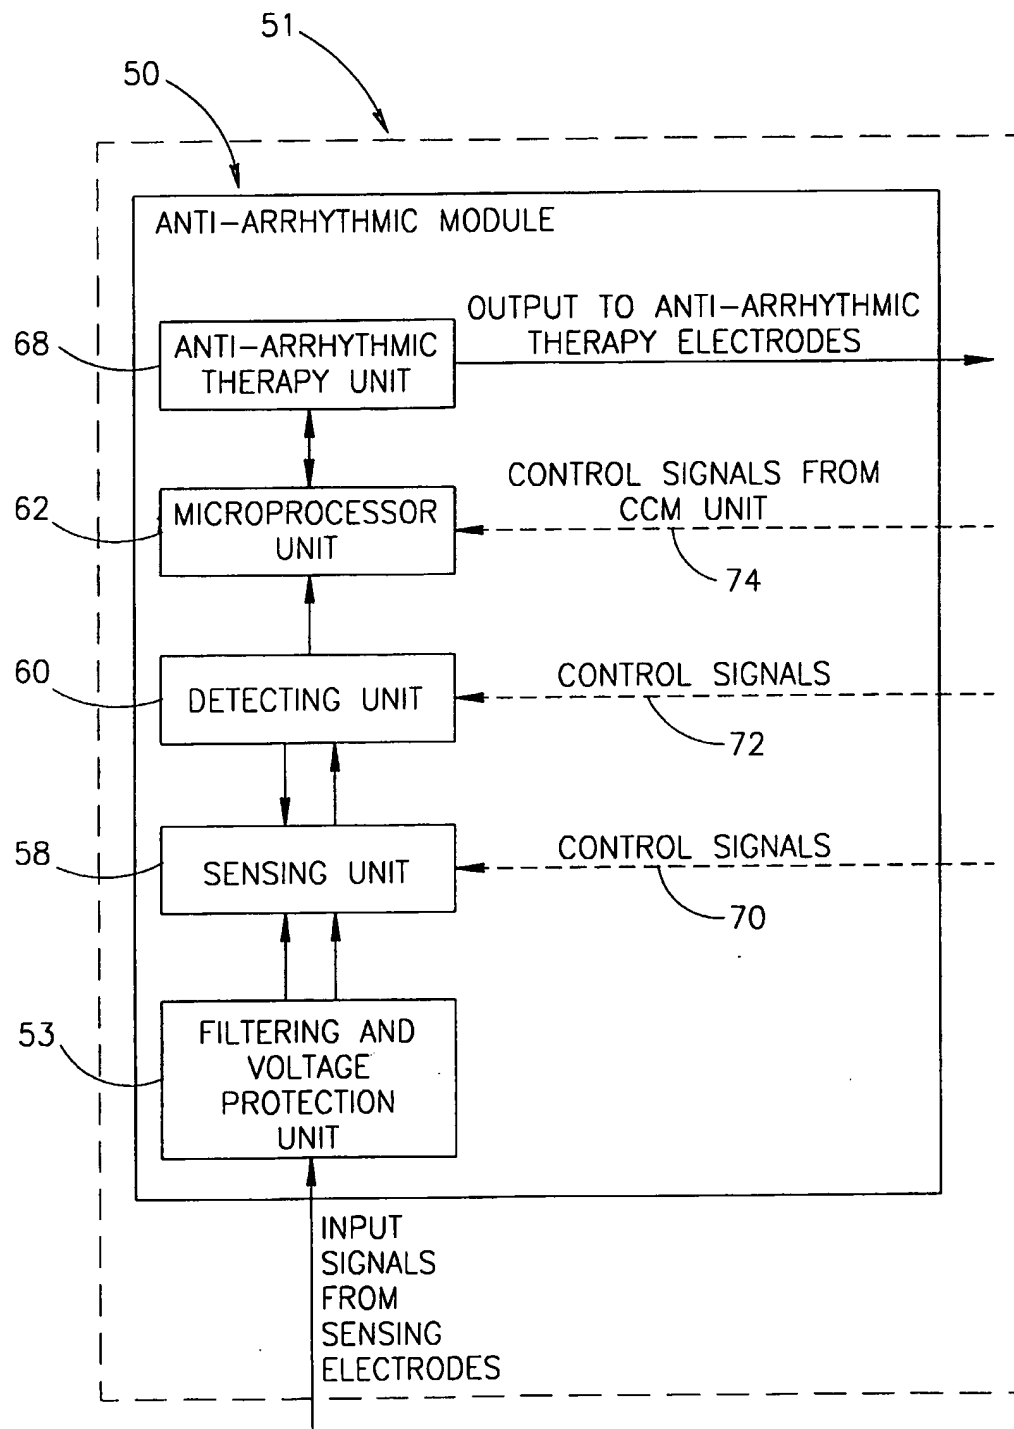 51
50
ANTI-ARRHYTHMIC MODULE
OUTPUT TO ANTI-ARRHYTHMIC
THERAPY ELECTRODES
68
ANTI-ARRHYTHMIC
THERAPY UNIT
CONTROL SIGNALS FROM
CCM UNIT
62
MICROPROCESSOR
UNIT
74
60
DETECTING UNIT
CONTROL SIGNALS
72
58
SENSING UNIT
CONTROL SIGNALS
70
53
FILTERING AND
VOLTAGE
PROTECTION
UNIT
INPUT
SIGNALS
FROM
SENSING
ELECTRODES